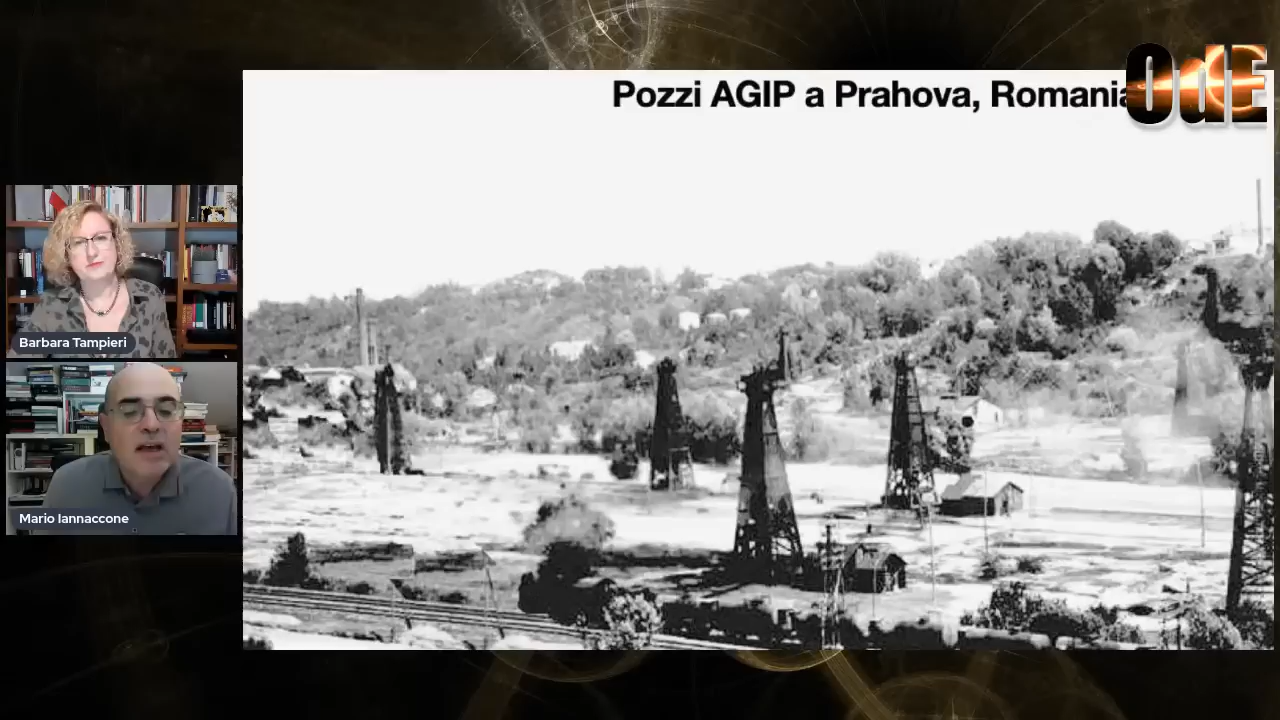 Pozzi AGIP a Prahova, Romania
OdE
Barbara Tampieri
Mario Iannaccone